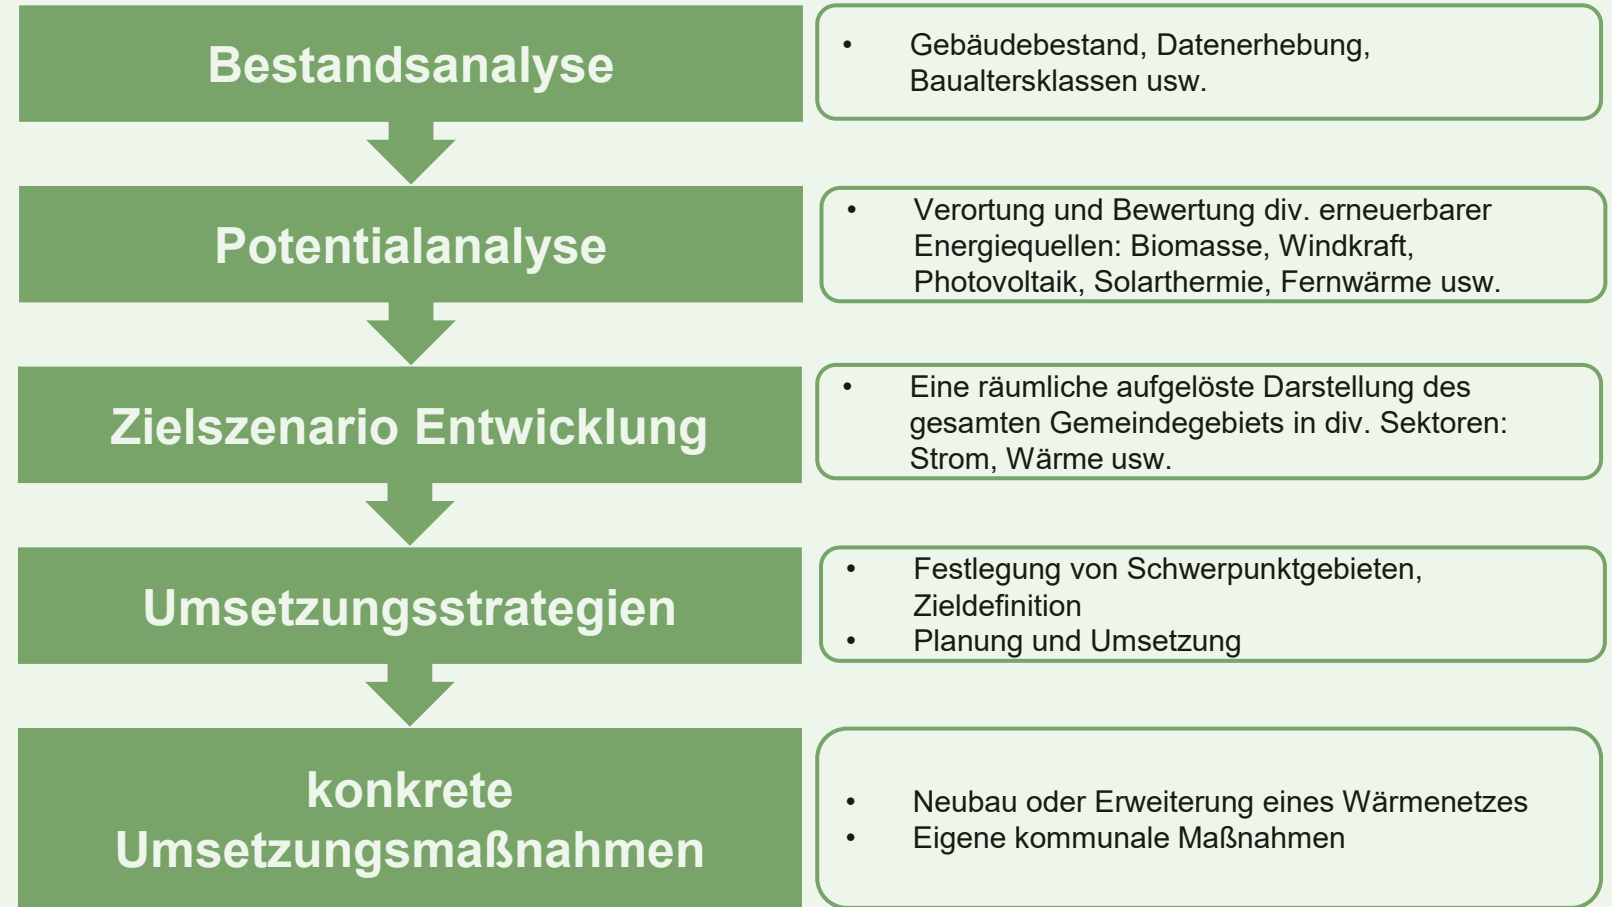 Bestandsanalyse
• Gebäudebestand, Datenerhebung,
Baualtersklassen usw.
Potentialanalyse
• Verortung und Bewertung div. erneuerbarer
Energiequellen: Biomasse, Windkraft,
Photovoltaik, Solarthermie, Fernwärme usw.
Zielszenario Entwicklung
• Eine räumliche aufgelöste Darstellung des
gesamten Gemeindegebiets in div. Sektoren:
Strom, Wärme usw.
Umsetzungsstrategien
• Festlegung von Schwerpunktgebieten,
Zieldefinition
• Planung und Umsetzung
konkrete
Umsetzungsmaßnahmen
• Neubau oder Erweiterung eines Wärmenetzes
• Eigene kommunale Maßnahmen